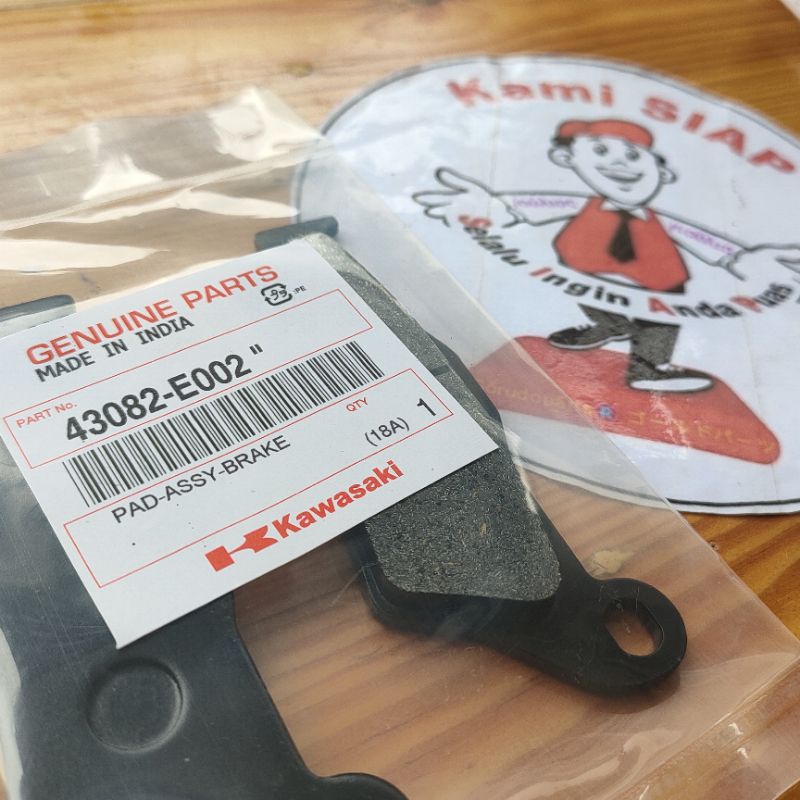 Kami SIAP
Selalu Ingin Anda Puas
GENUINE PARTS
MADE IN INDIA
:PE
PART No.
43082-E002"
QTY
1
PAD-ASSY-BRAKE
(18A)
Kawasaki